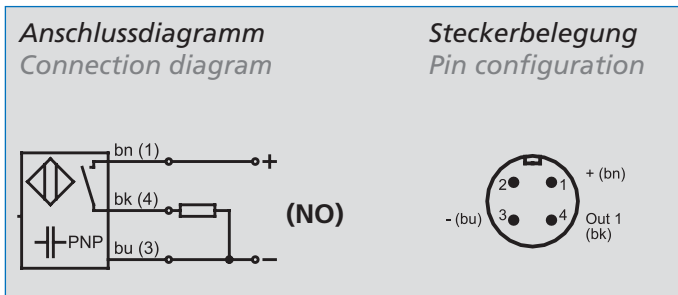 Anschlussdiagramm
Connection diagram
bn (1)
+
bk (4)
(NO)
PNP
bu (3)
–
Steckerbelegung
Pin configuration
2
1
+ (bn)
- (bu)
3
4
Out 1
(bk)